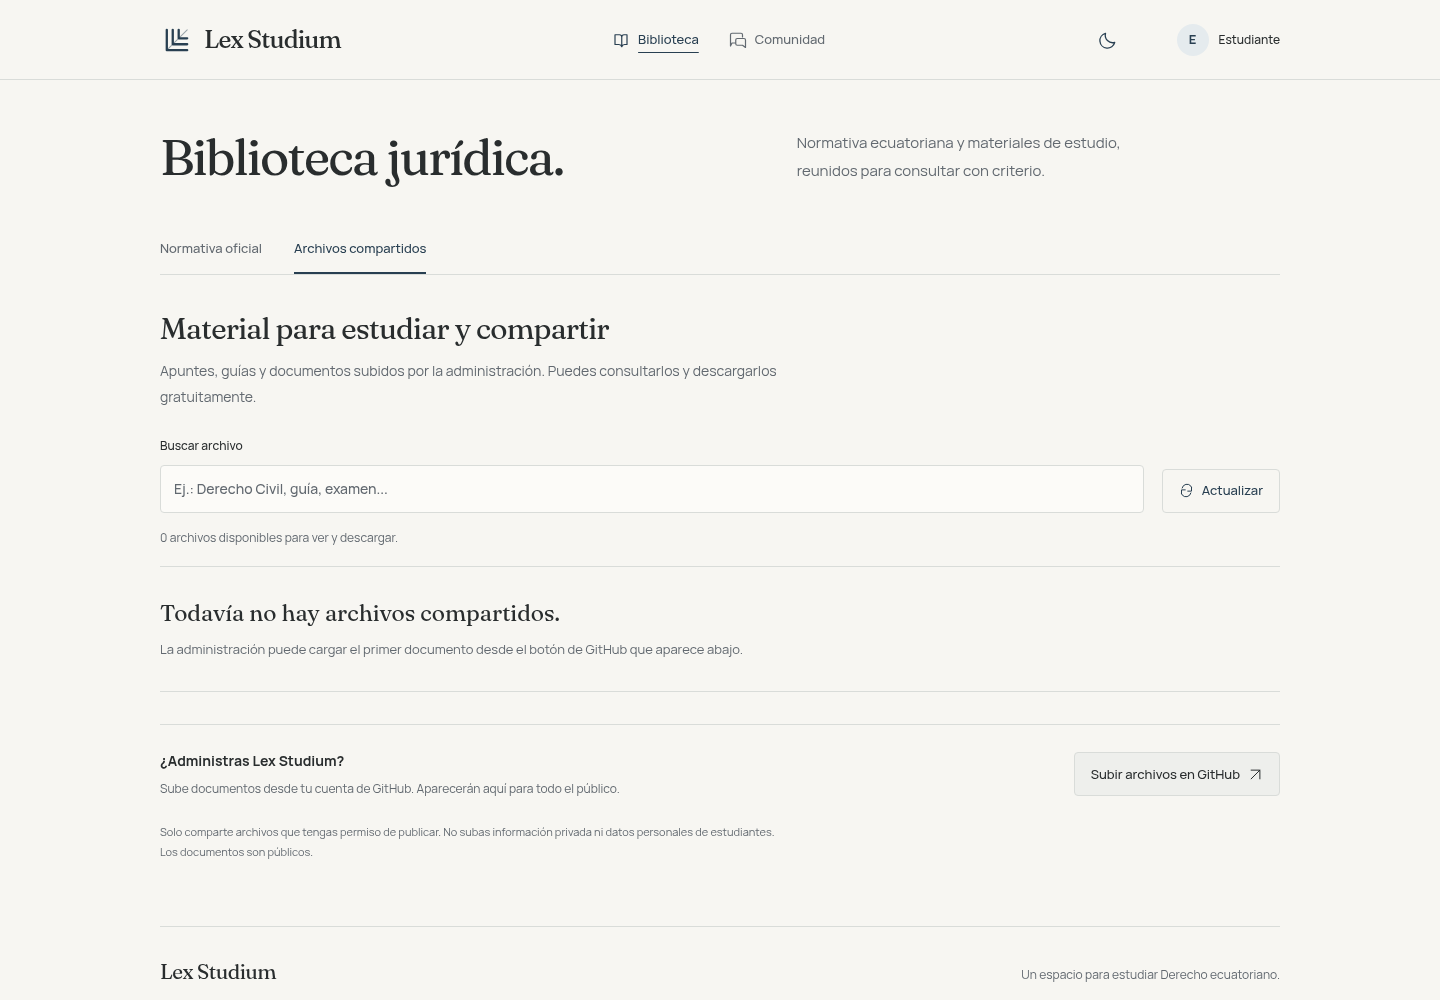 Lex Studium
Biblioteca
Comunidad
E
Estudiante
Biblioteca jurídica.
Normativa ecuatoriana y materiales de estudio,
reunidos para consultar con criterio.
Normativa oficial
Archivos compartidos
Material para estudiar y compartir
Apuntes, guías y documentos subidos por la administración. Puedes consultarlos y descargarlos
gratuitamente.
Buscar archivo
Ej.: Derecho Civil, guía, examen...
Actualizar
0 archivos disponibles para ver y descargar.
Todavía no hay archivos compartidos.
La administración puede cargar el primer documento desde el botón de GitHub que aparece abajo.
¿Administras Lex Studium?
Sube documentos desde tu cuenta de GitHub. Aparecerán aquí para todo el público.
Subir archivos en GitHub
Solo comparte archivos que tengas permiso de publicar. No subas información privada ni datos personales de estudiantes.
Los documentos son públicos.
Lex Studium
Un espacio para estudiar Derecho ecuatoriano.